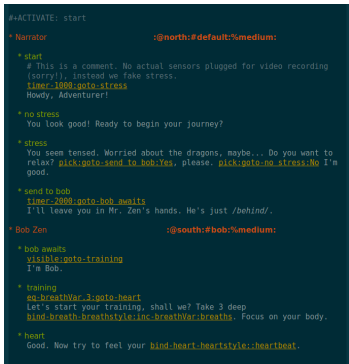 #+ACTIVATE: start
* Narrator :@north:#default:%medium:
* start
# This is a comment. No actual sensors plugged for video recording
(sorry!), instead we fake stress.
timer-1000:goto-stress
Howdy, Adventurer!
* no stress
You look good! Ready to begin your journey?
* stress
You seem tensed. Worried about the dragons, maybe... Do you want to
relax? pick:goto-send to bob:Yes, please. pick:goto-no stress:No I'm
good.
* send to bob
timer-2000:goto-bob awaits
I'll leave you in Mr. Zen's hands. He's just /behind/.
* Bob Zen :@south:#bob:%medium:
* bob awaits
visible:goto-training
I'm Bob.
* training
eq-breathVar.3:goto-heart
Let's start your training, shall we? Take 3 deep
bind-breath-breathstyle:inc-breathVar:breaths. Focus on your body.
* heart
Good. Now try to feel your bind-heart-heartstyle::heartbeat.